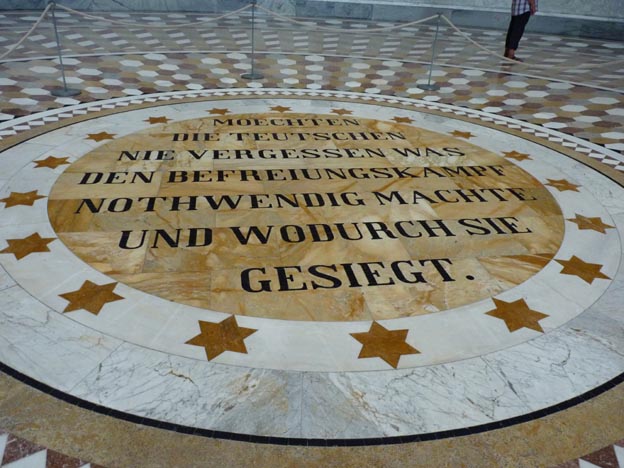 MOECHTEN
DIE TEUTSCHEN
NIE VERGESSEN WAS
DEN BEFREIUNGSKAMPF
NOTHWENDIG MACHTE
UND WODURCH SIE
GESIEGT.